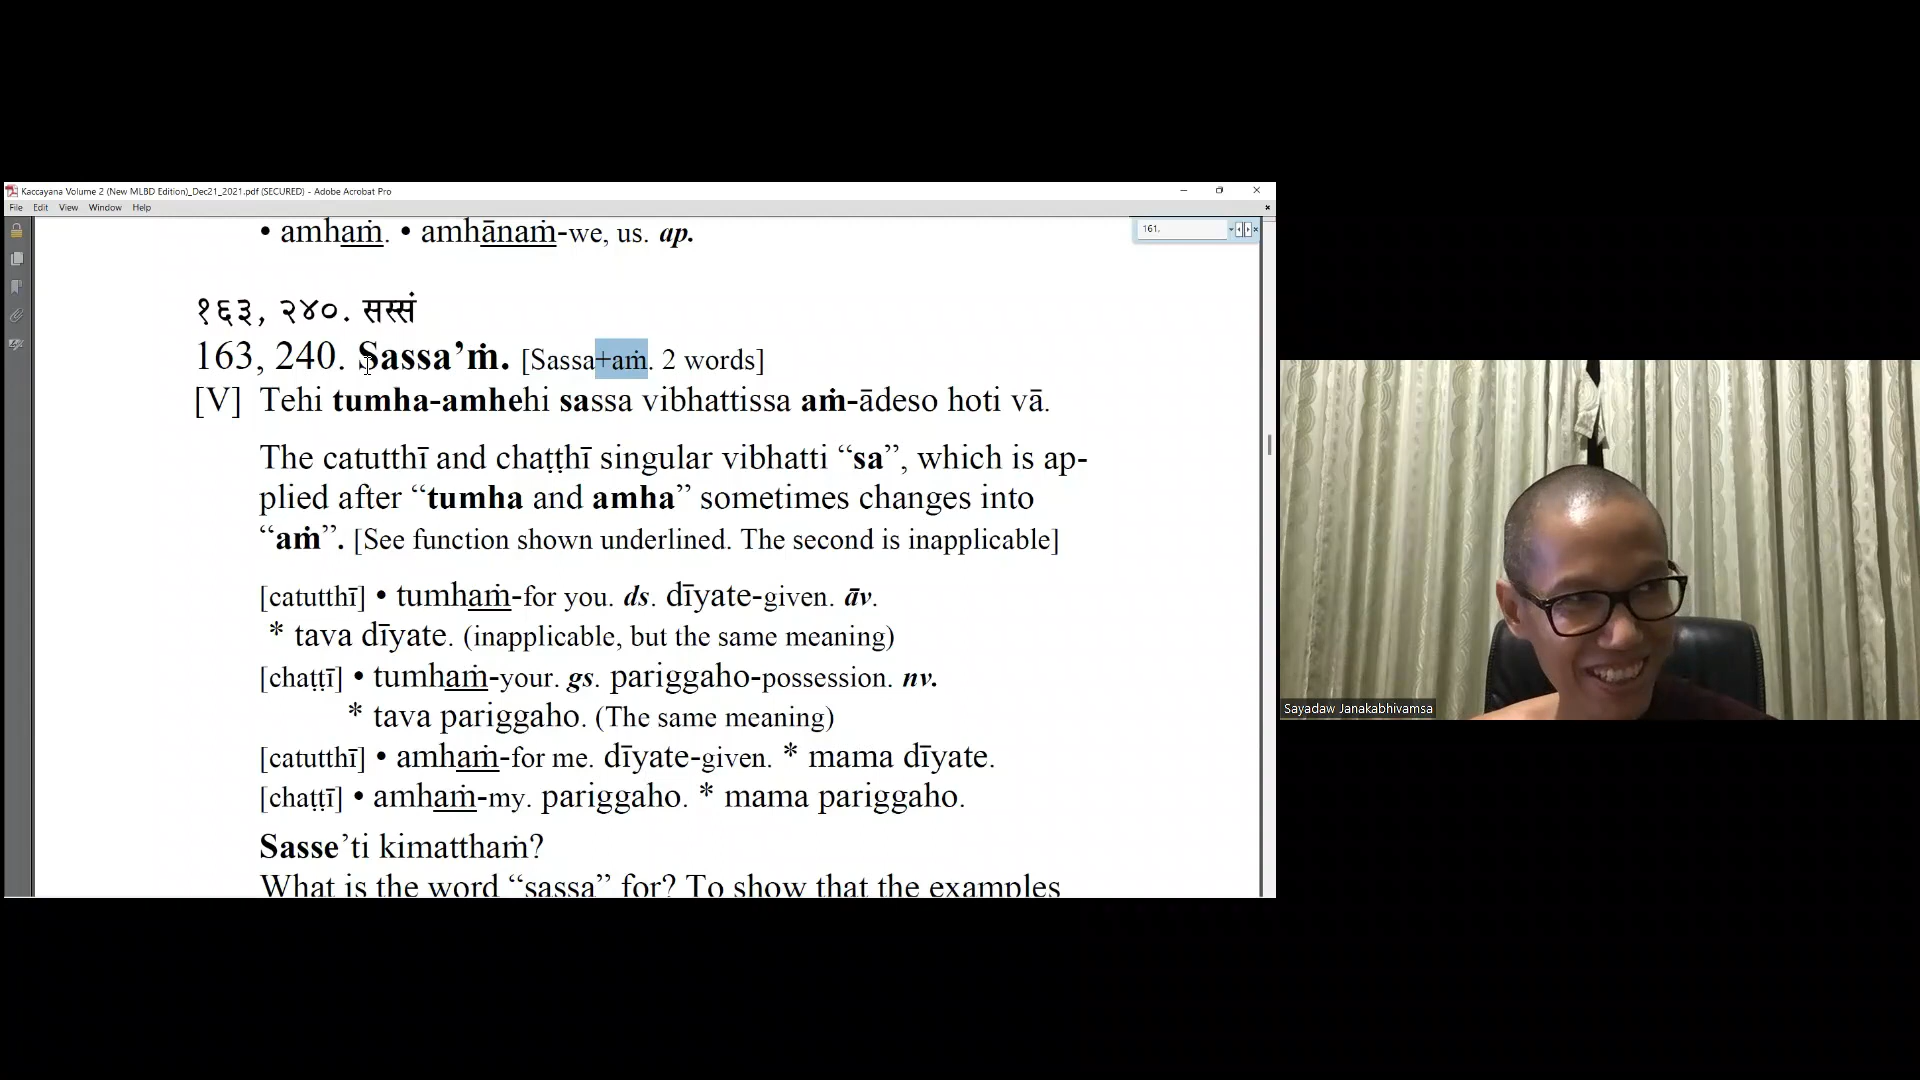 Kaccayana Volume 2 (New MLBD Edition)_Dec21_2021.pdf (SECURED) - Adobe Acrobat Pro
File Edit View Window Help
161.
• amhaṁ. • amhānaṁ-we, us. ap.
१६३, २४०. सस्सं
163, 240. Sassa’ṁ. [Sassa+aṁ. 2 words]
[V] Tehi tumha-amhehi sassa vibhattissa aṁ-ādeso hoti vā.
The catutthī and chaṭṭhī singular vibhatti “sa”, which is ap-
plied after “tumha and amha” sometimes changes into
“aṁ”. [See function shown underlined. The second is inapplicable]
[catutthī] • tumhaṁ-for you. ds. dīyate-given. āv.
* tava dīyate. (inapplicable, but the same meaning)
[chaṭṭī] • tumhaṁ-your. gs. pariggaho-possession. nv.
* tava pariggaho. (The same meaning)
[catutthī] • amhaṁ-for me. dīyate-given. * mama dīyate.
[chaṭṭī] • amhaṁ-my. pariggaho. * mama pariggaho.
Sasse’ti kimatthaṁ?
What is the word “sassa” for? To show that the examples
Sayadaw Janakabhivamsa